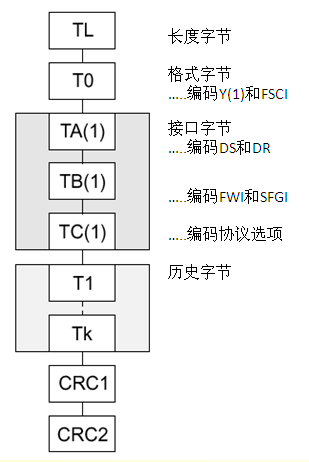 TL 长度字节
T0 格式字节
…..编码Y(1)和FSCI
TA(1) 接口字节
…..编码DS和DR
TB(1) …..编码FWI和SFGI
TC(1) …..编码协议选项
T1 历史字节
Tk
CRC1
CRC2